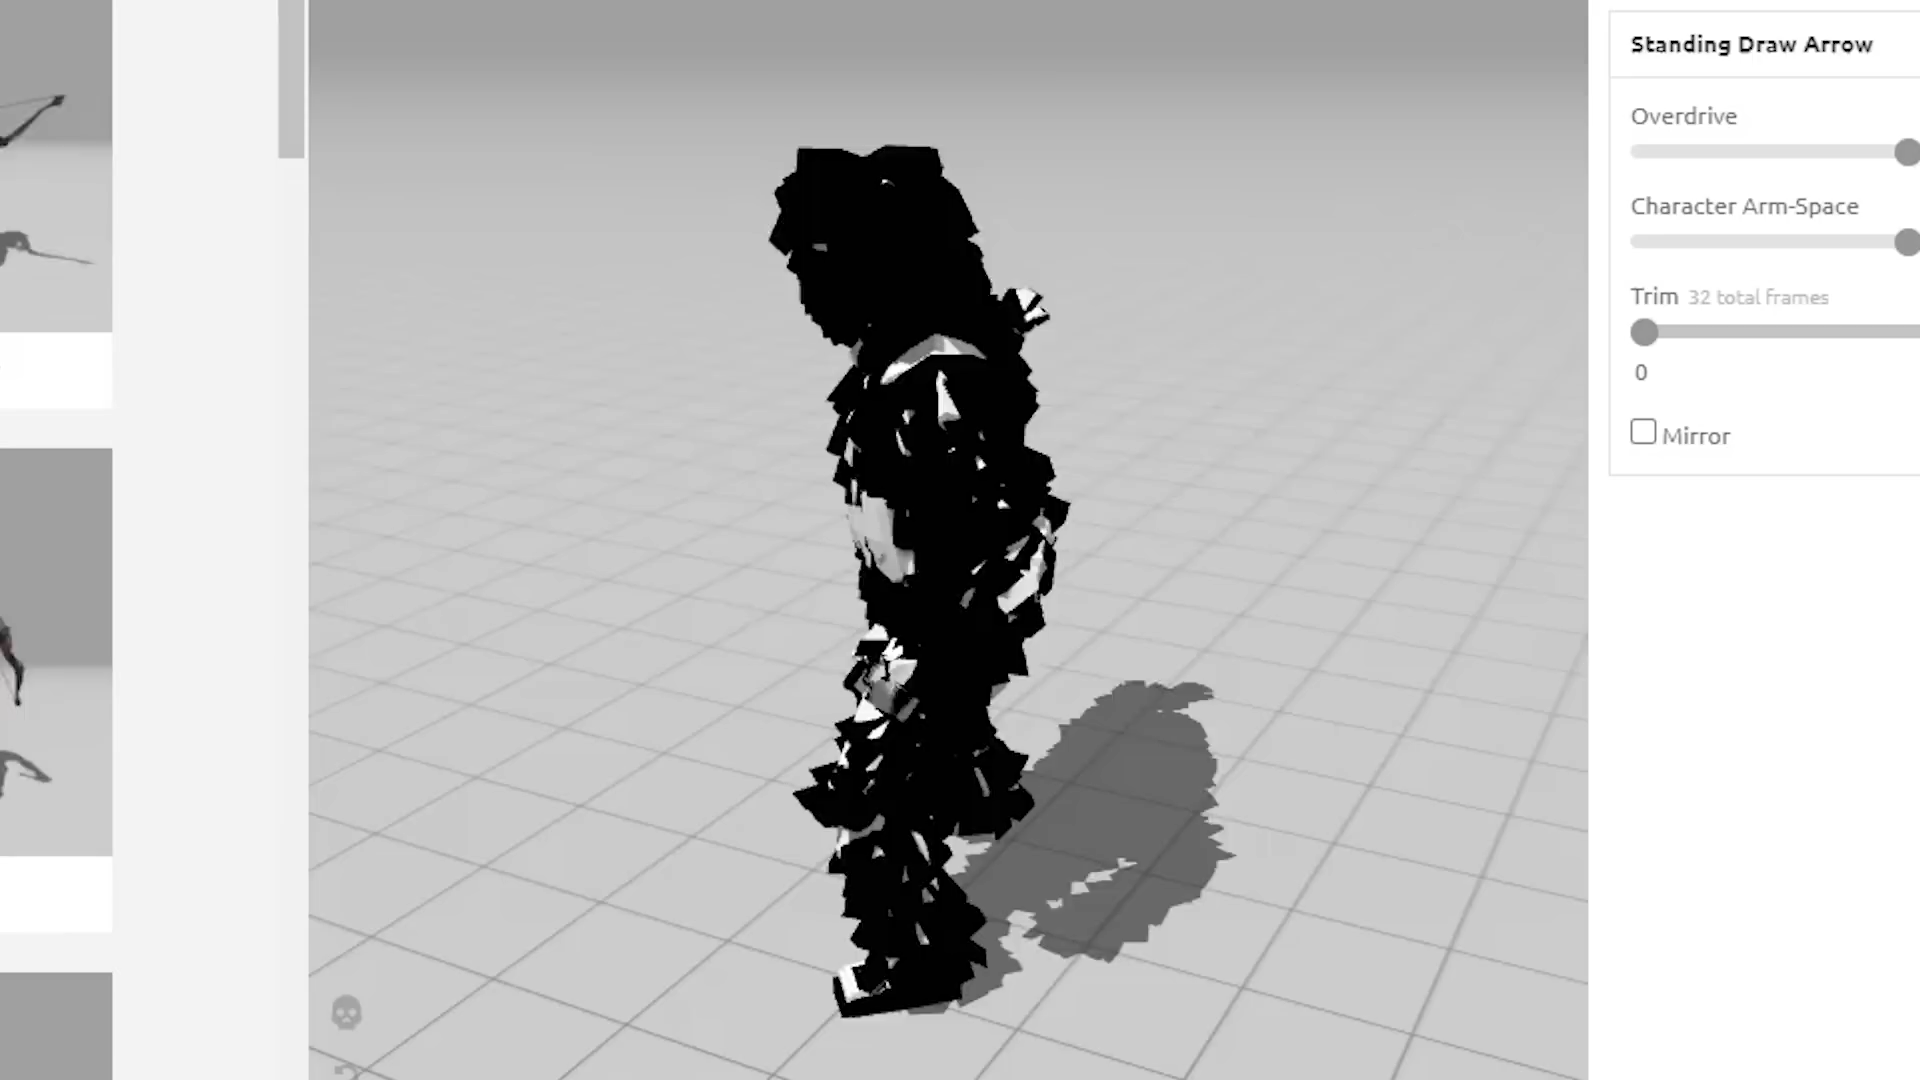 Standing Draw Arrow
Overdrive
Character Arm-Space
Trim 32 total frames
0
Mirror